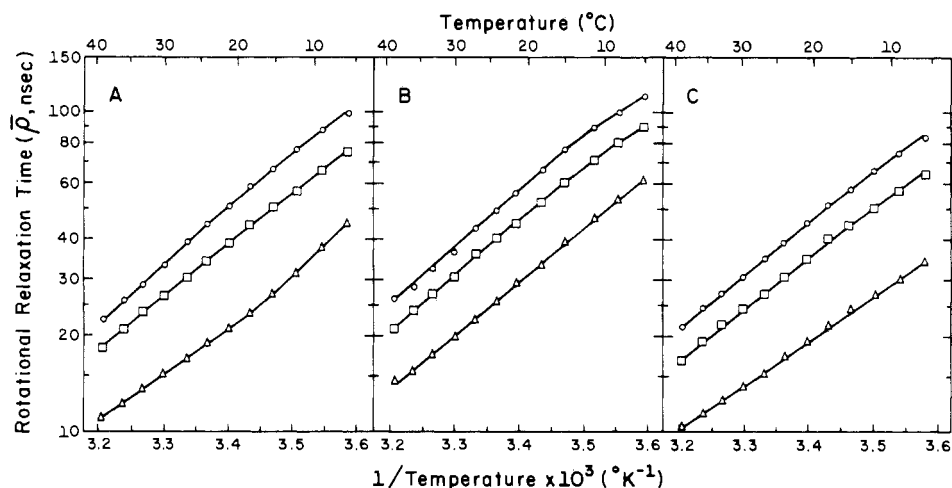 Temperature (°C)
40 30 20 10 40 30 20 10 40 30 20 10
150
100
80
60
40
30
20
10
Rotational Relaxation Time (ρ̄, nsec)
A
B
C
3.2 3.3 3.4 3.5 3.6 3.2 3.3 3.4 3.5 3.6 3.2 3.3 3.4 3.5 3.6
1/Temperature x10³ (°K⁻¹)